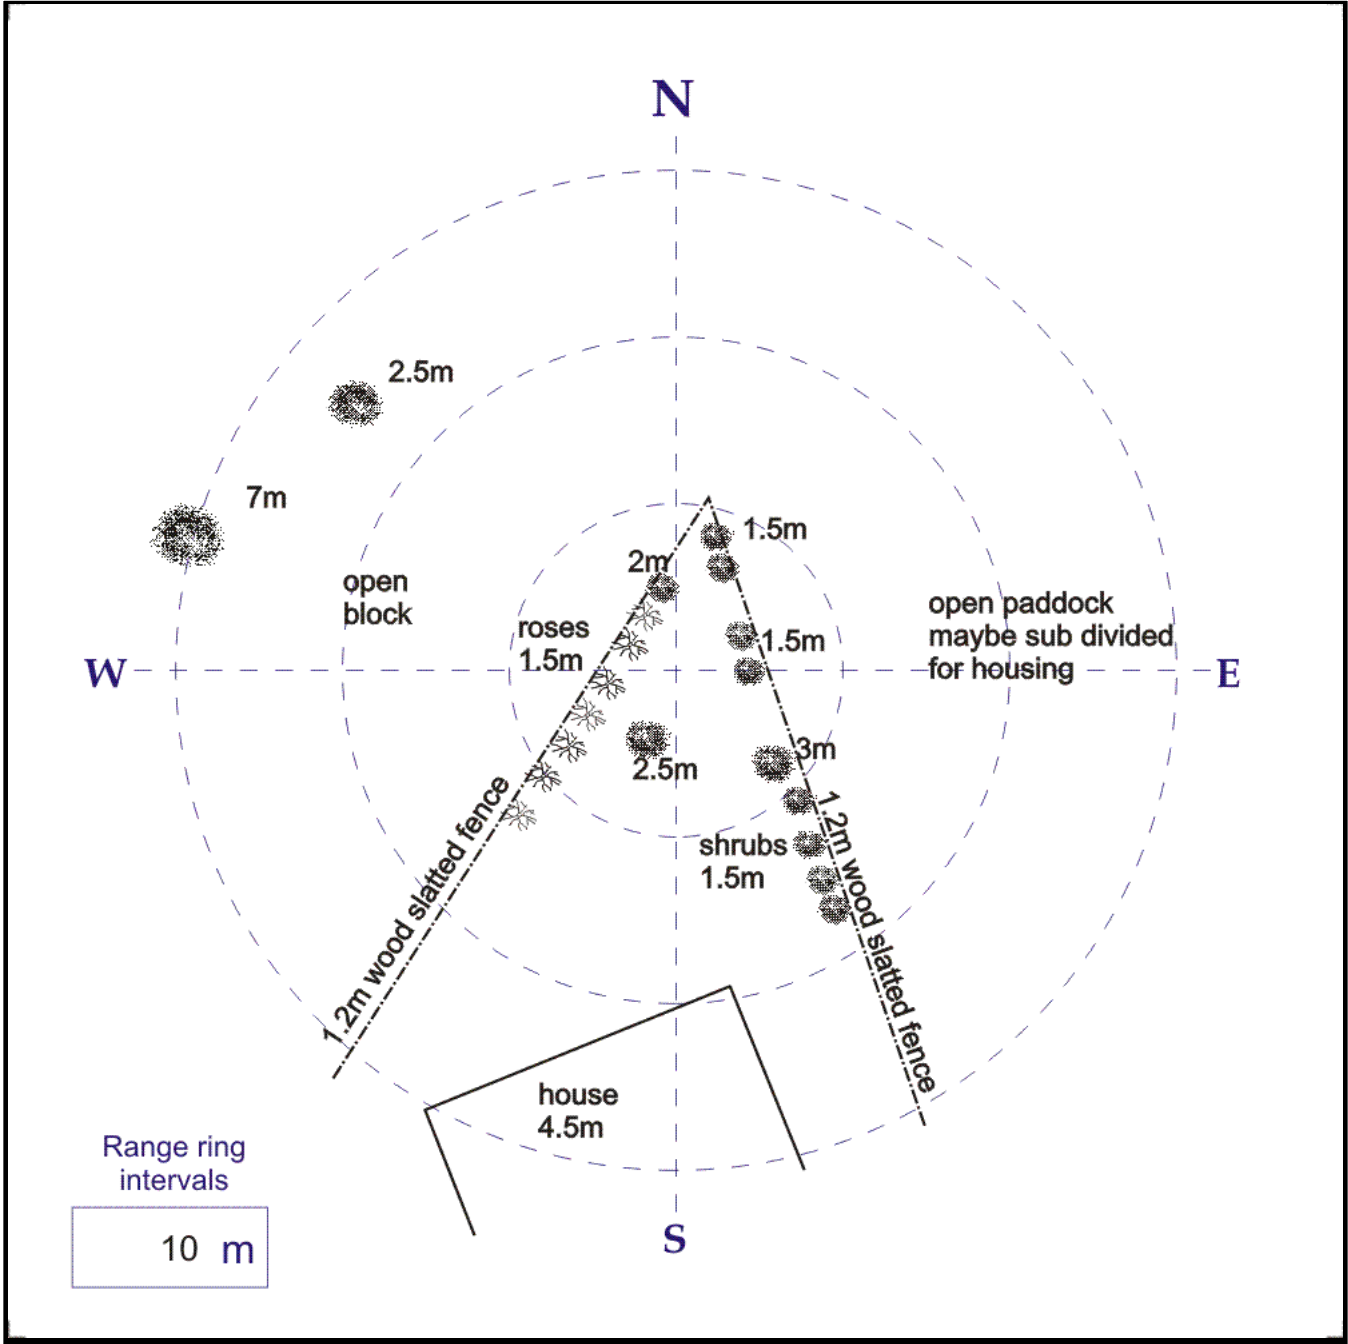 N
2.5m
7m
1.5m
2m
open
block
roses
1.5m
1.5m
open paddock
maybe sub divided
for housing
W
E
2.5m
3m
1.2m wood slatted fence
1.2m wood slatted fence
shrubs
1.5m
house
4.5m
Range ring
intervals
10 m
S